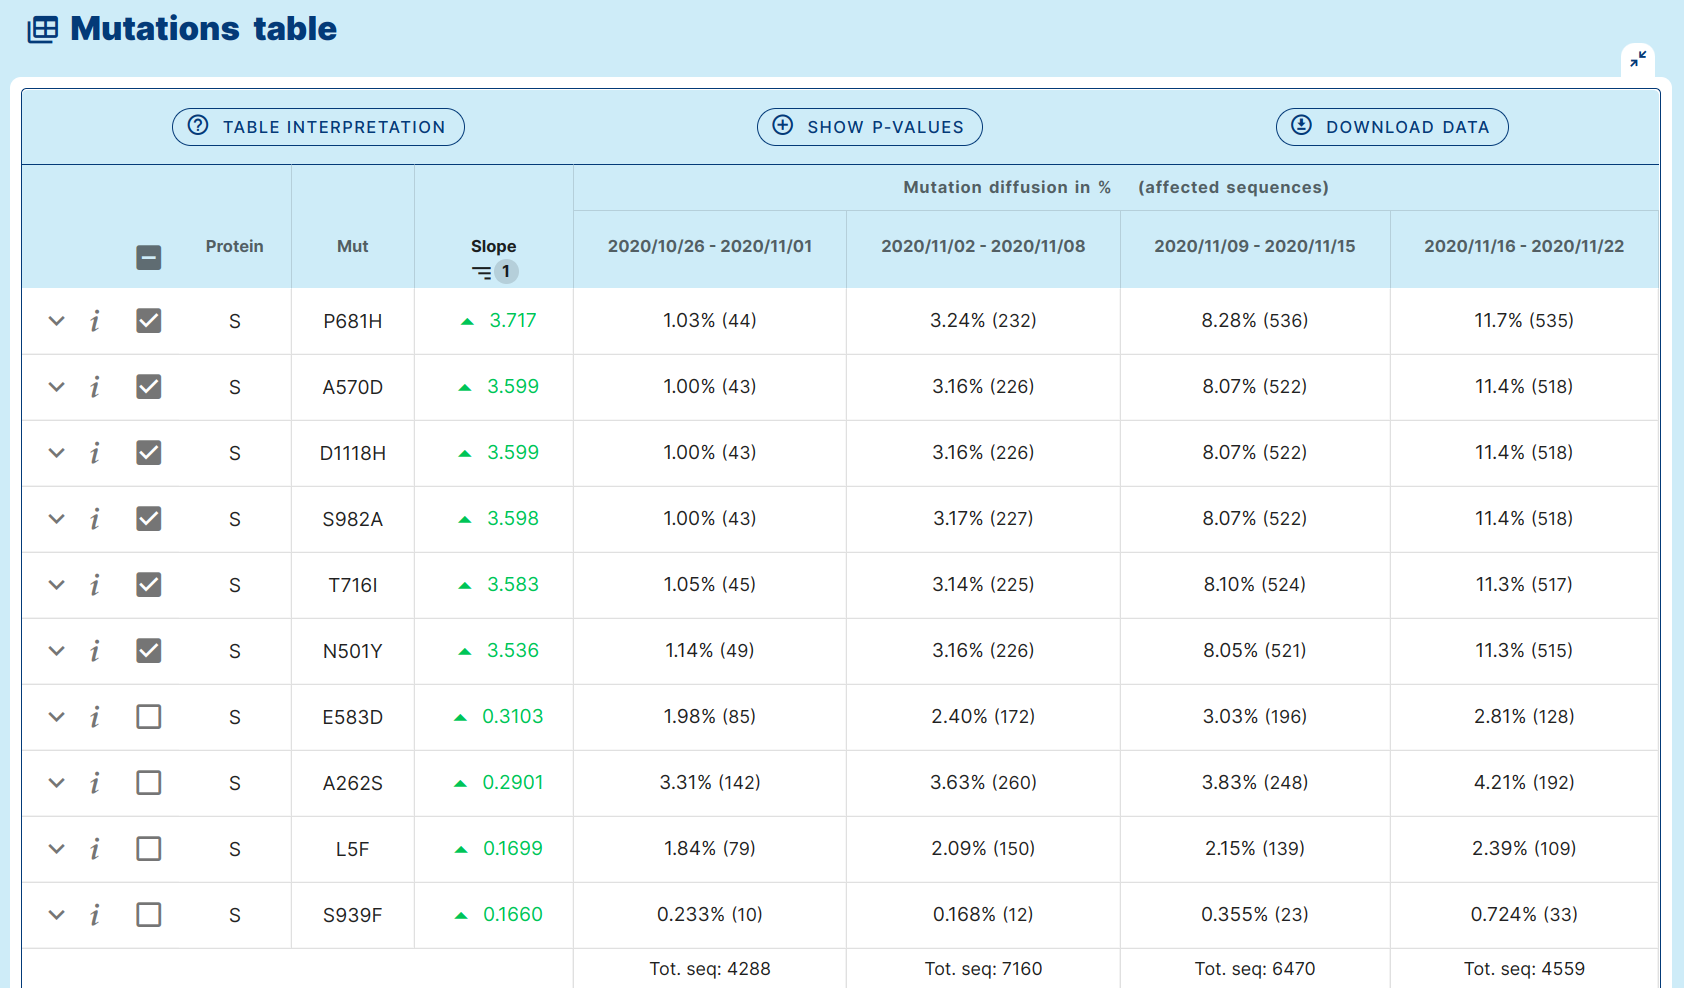 Mutations table
TABLE INTERPRETATION SHOW P-VALUES DOWNLOAD DATA
Mutation diffusion in % (affected sequences)
Protein Mut Slope 2020/10/26 - 2020/11/01 2020/11/02 - 2020/11/08 2020/11/09 - 2020/11/15 2020/11/16 - 2020/11/22
1
i S P681H 3.717 1.03% (44) 3.24% (232) 8.28% (536) 11.7% (535)
i S A570D 3.599 1.00% (43) 3.16% (226) 8.07% (522) 11.4% (518)
i S D1118H 3.599 1.00% (43) 3.16% (226) 8.07% (522) 11.4% (518)
i S S982A 3.598 1.00% (43) 3.17% (227) 8.07% (522) 11.4% (518)
i S T716I 3.583 1.05% (45) 3.14% (225) 8.10% (524) 11.3% (517)
i S N501Y 3.536 1.14% (49) 3.16% (226) 8.05% (521) 11.3% (515)
i S E583D 0.3103 1.98% (85) 2.40% (172) 3.03% (196) 2.81% (128)
i S A262S 0.2901 3.31% (142) 3.63% (260) 3.83% (248) 4.21% (192)
i S L5F 0.1699 1.84% (79) 2.09% (150) 2.15% (139) 2.39% (109)
i S S939F 0.1660 0.233% (10) 0.168% (12) 0.355% (23) 0.724% (33)
Tot. seq: 4288 Tot. seq: 7160 Tot. seq: 6470 Tot. seq: 4559